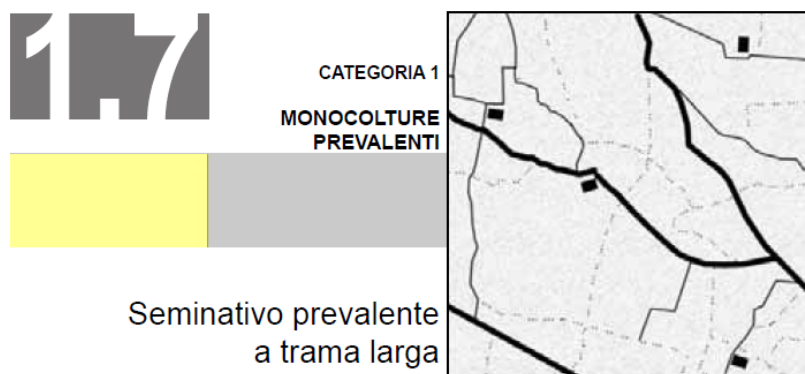 1.7
CATEGORIA 1
MONOCOLTURE
PREVALENTI
Seminativo prevalente
a trama larga